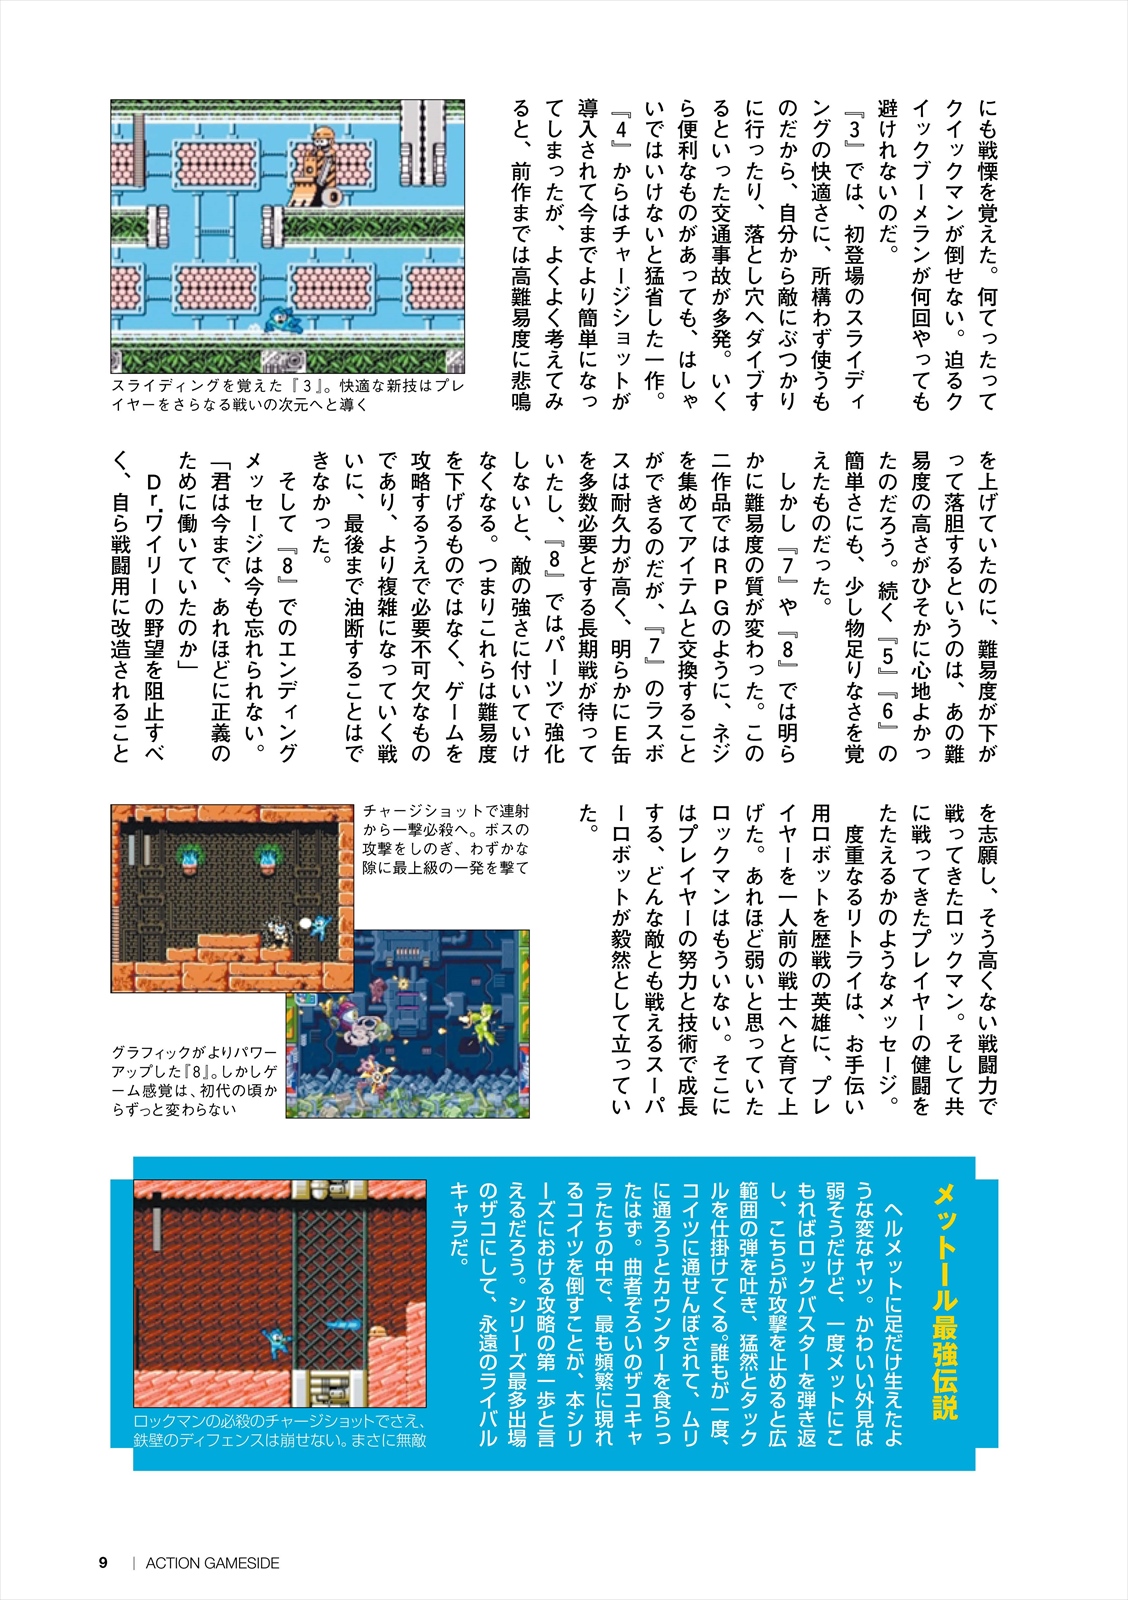 にも戦慄を覚えた。何てったって
クイックマンが倒せない。迫るク
イックブーメランが何回やっても
避けれないのだ。
『3』では、初登場のスライディ
ングの快適さに、所構わず使うも
のだから、自分から敵にぶつかり
に行ったり、落とし穴へダイブす
るといった交通事故が多発。いく
ら便利なものがあっても、はしゃ
いではいけないと猛省した一作。
『4』からはチャージショットが
導入されて今までより簡単になっ
てしまったが、よくよく考えてみ
ると、前作までは高難易度に悲鳴
スライディングを覚えた『3』。快適な新技はプレ
イヤーをさらなる戦いの次元へと導く
を上げていたのに、難易度が下が
って落胆するというのは、あの難
易度の高さがひそかに心地よかっ
たのだろう。続く『5』『6』の
簡単さにも、少し物足りなさを覚
えたものだった。
しかし『7』や『8』では明ら
かに難易度の質が変わった。この
二作品ではRPGのように、ネジ
を集めてアイテムと交換すること
ができるのだが、『7』のラスボ
スは耐久力が高く、明らかにE缶
を多数必要とする長期戦が待って
いたし、『8』ではパーツで強化
しないと、敵の強さに付いていけ
なくなる。つまりこれらは難易度
を下げるものではなく、ゲームを
攻略するうえで必要不可欠なもの
であり、より複雑になっていく戦
いに、最後まで油断することはで
きなかった。
そして『8』でのエンディング
メッセージは今も忘れられない。
「君は今まで、あれほどに正義の
ために働いていたのか」
Dr.ワイリーの野望を阻止すべ
く、自ら戦闘用に改造されること
を志願し、そう高くない戦闘力で
戦ってきたロックマン。そして共
に戦ってきたプレイヤーの健闘を
たたえるかのようなメッセージ。
度重なるリトライは、お手伝い
用ロボットを歴戦の英雄に、プレ
イヤーを一人前の戦士へと育て上
げた。あれほど弱いと思っていた
ロックマンはもういない。そこに
はプレイヤーの努力と技術で成長
する、どんな敵とも戦えるスーパ
ーロボットが毅然として立ってい
た。
チャージショットで連射
から一撃必殺へ。ボスの
攻撃をしのぎ、わずかな
隙に最上級の一発を撃て
グラフィックがよりパワー
アップした『8』。しかしゲ
ーム感覚は、初代の頃か
らずっと変わらない
メットール最強伝説
ヘルメットに足だけ生えたよ
うな変なヤツ。かわいい外見は
弱そうだけど、一度メットにこ
もればロックバスターを弾き返
し、こちらが攻撃を止めると広
範囲の弾を吐き、猛然とタック
ルを仕掛けてくる。誰もが一度、
コイツに通せんぼされて、ムリ
に通ろうとカウンターを食らっ
たはず。曲者ぞろいのザコキャ
ラたちの中で、最も頻繁に現れ
るコイツを倒すことが、本シリ
ーズにおける攻略の第一歩と言
えるだろう。シリーズ最多出場
のザコにして、永遠のライバル
キャラだ。
ロックマンの必殺のチャージショットでさえ、
鉄壁のディフェンスは崩せない。まさに無敵
9 | ACTION GAMESIDE